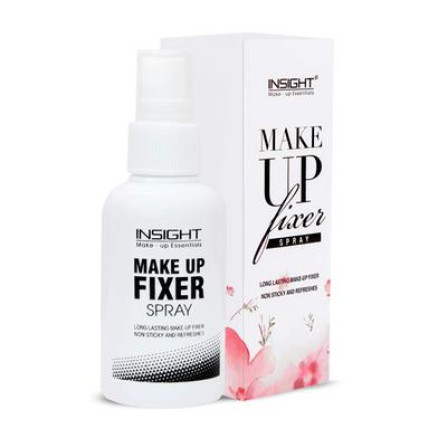 INSIGHT
Make - up Essentials
MAKE UP
FIXER
SPRAY
LONG LASTING MAKE UP FIXER
NON STICKY AND REFRESHES
INSIGHT®
Make - up Essentials
MAKE
UP
fixer
SPRAY
LONG LASTING MAKE UP FIXER
NON STICKY AND REFRESHES